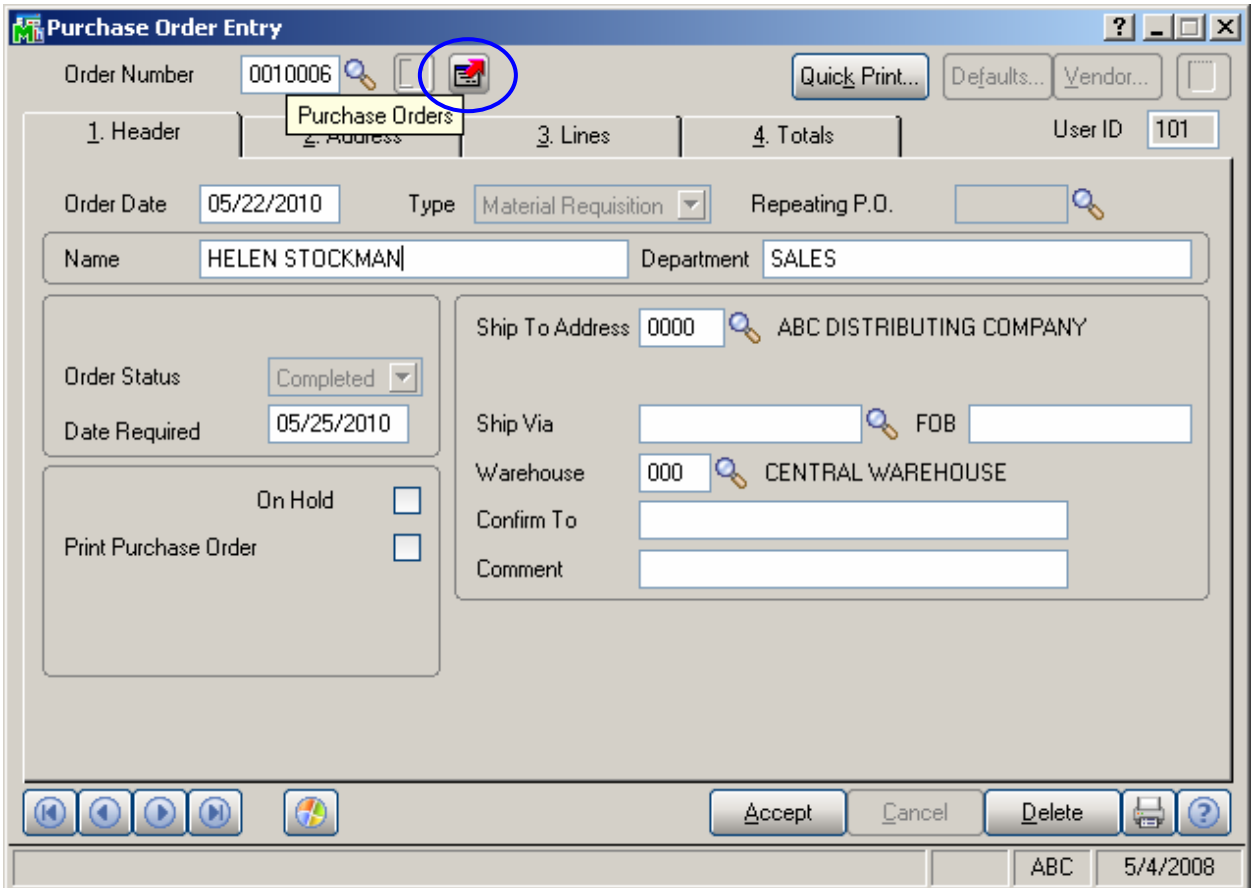 Purchase Order Entry
Order Number 0010006 Quick Print... Defaults... Vendor...
Purchase Orders
1. Header 2. Address 3. Lines 4. Totals User ID 101
Order Date 05/22/2010 Type Material Requisition Repeating P.O.
Name HELEN STOCKMAN Department SALES
Ship To Address 0000 ABC DISTRIBUTING COMPANY
Order Status Completed
Date Required 05/25/2010 Ship Via FOB
Warehouse 000 CENTRAL WAREHOUSE
On Hold
Confirm To
Print Purchase Order
Comment
Accept Cancel Delete
ABC 5/4/2008